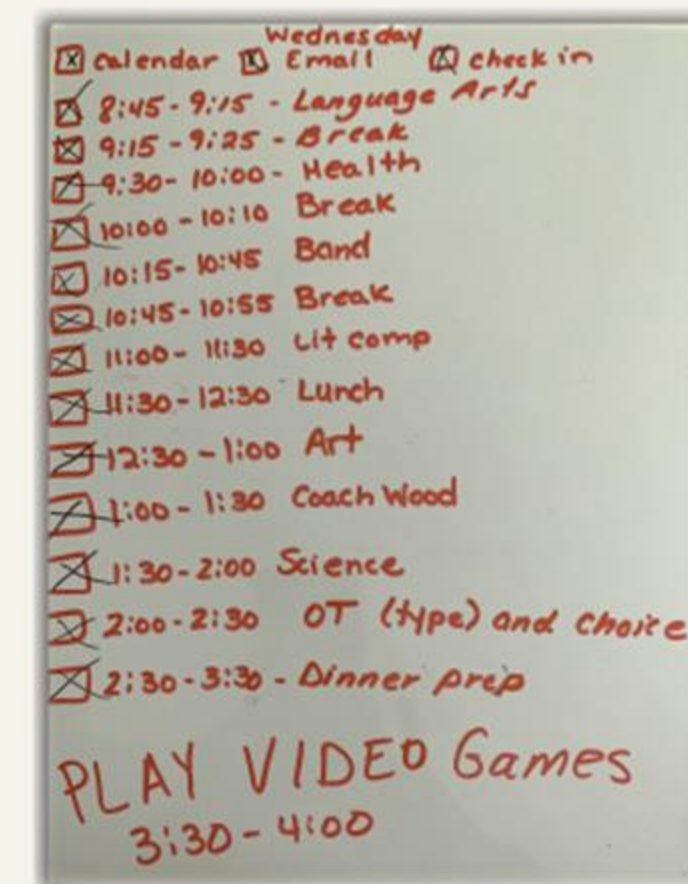 Wednesday
calendar Email check in
8:45 - 9:15 - Language Arts
9:15 - 9:25 - Break
9:30 - 10:00 - Health
10:00 - 10:10 Break
10:15 - 10:45 Band
10:45 - 10:55 Break
11:00 - 11:30 Lit comp
11:30 - 12:30 Lunch
12:30 - 1:00 Art
1:00 - 1:30 Coach Wood
1:30 - 2:00 Science
2:00 - 2:30 OT (type) and choice
2:30 - 3:30 - Dinner prep
PLAY VIDEO Games
3:30 - 4:00